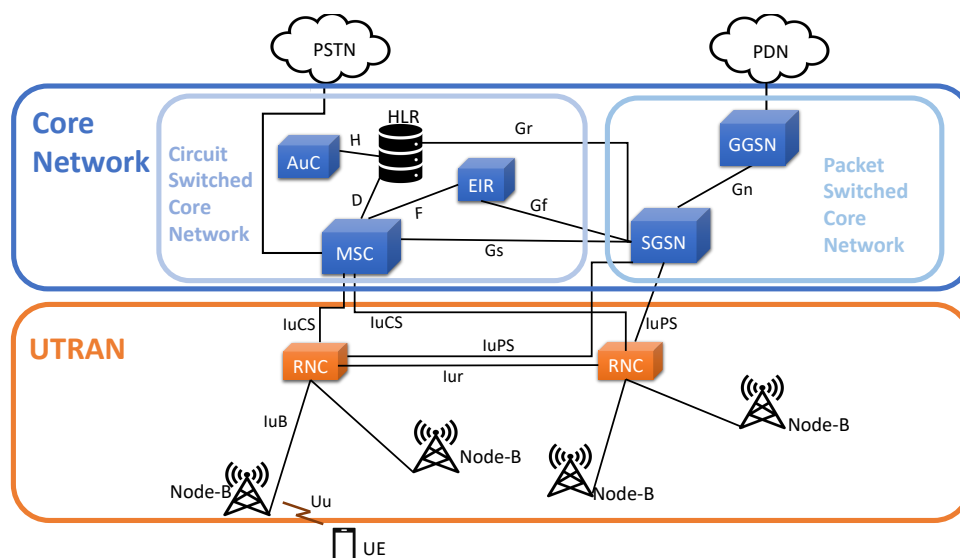 PSTN
PDN
Core
Network
Circuit
Switched
Core
Network
HLR
H
AuC
Gr
EIR
D
F
Gf
MSC
Gs
GGSN
Gn
SGSN
Packet
Switched
Core
Network
UTRAN
IuCS
IuCS
IuPS
IuPS
RNC
RNC
Iur
IuB
Node-B
Node-B
Node-B
Node-B
Uu
UE